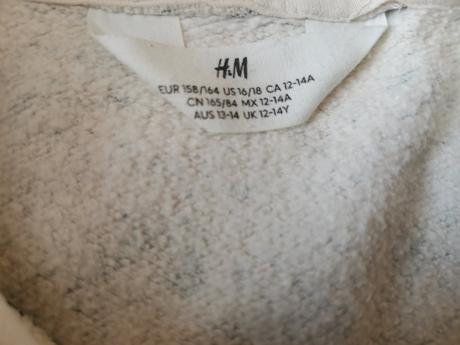 H&M
EUR 158/164 US 16/18 CA 12-14A
CN 165/84 MX 12-14A
AUS 13-14 UK 12-14Y